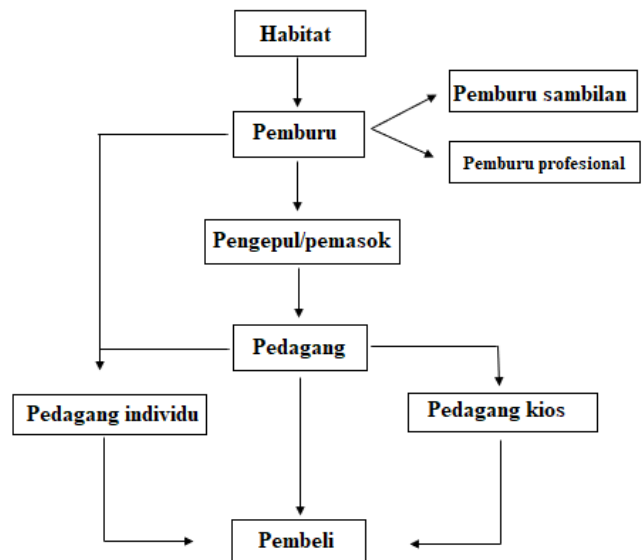 Habitat
Pemburu sambilan
Pemburu
Pemburu profesional
Pengepul/pemasok
Pedagang
Pedagang individu
Pedagang kios
Pembeli